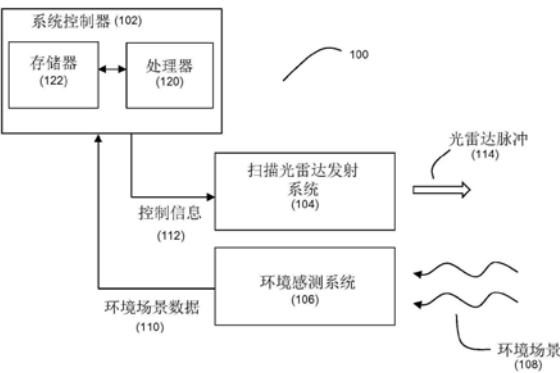 系统控制器 (102)
存储器
(122)
处理器
(120)
100
光雷达脉冲
(114)
扫描光雷达发射
系统
(104)
控制信息
(112)
环境感测系统
(106)
环境场景数据
(110)
环境场景
(108)